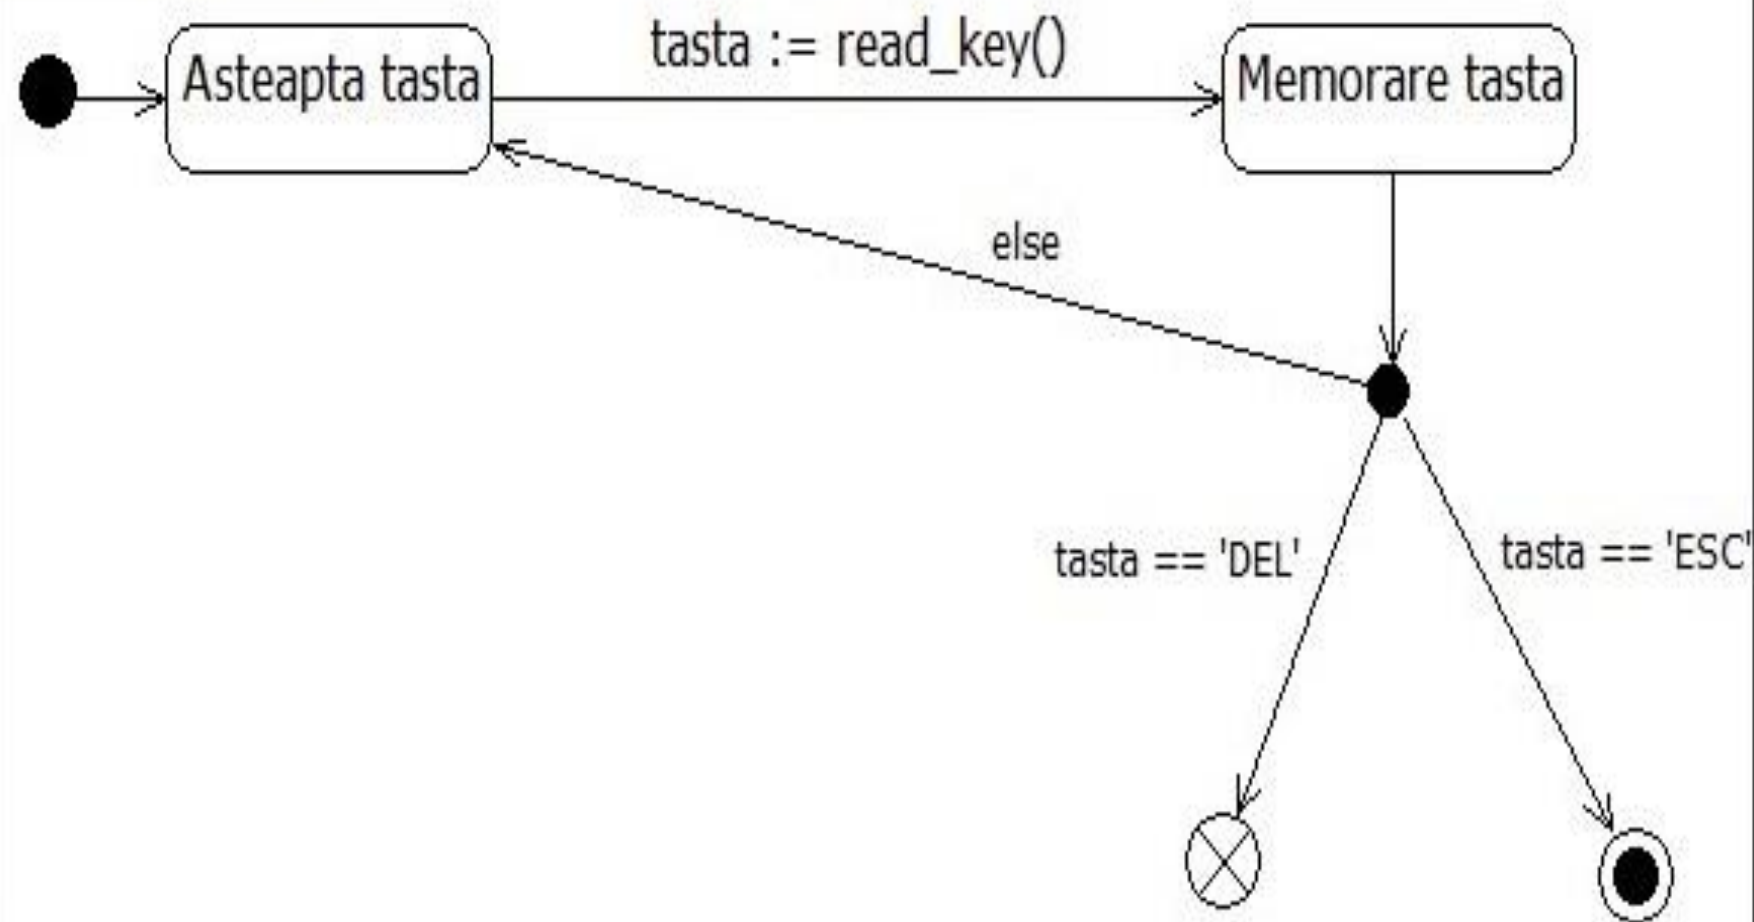 Asteapta tasta
tasta := read_key()
Memorare tasta
else
tasta == 'DEL'
tasta == 'ESC'